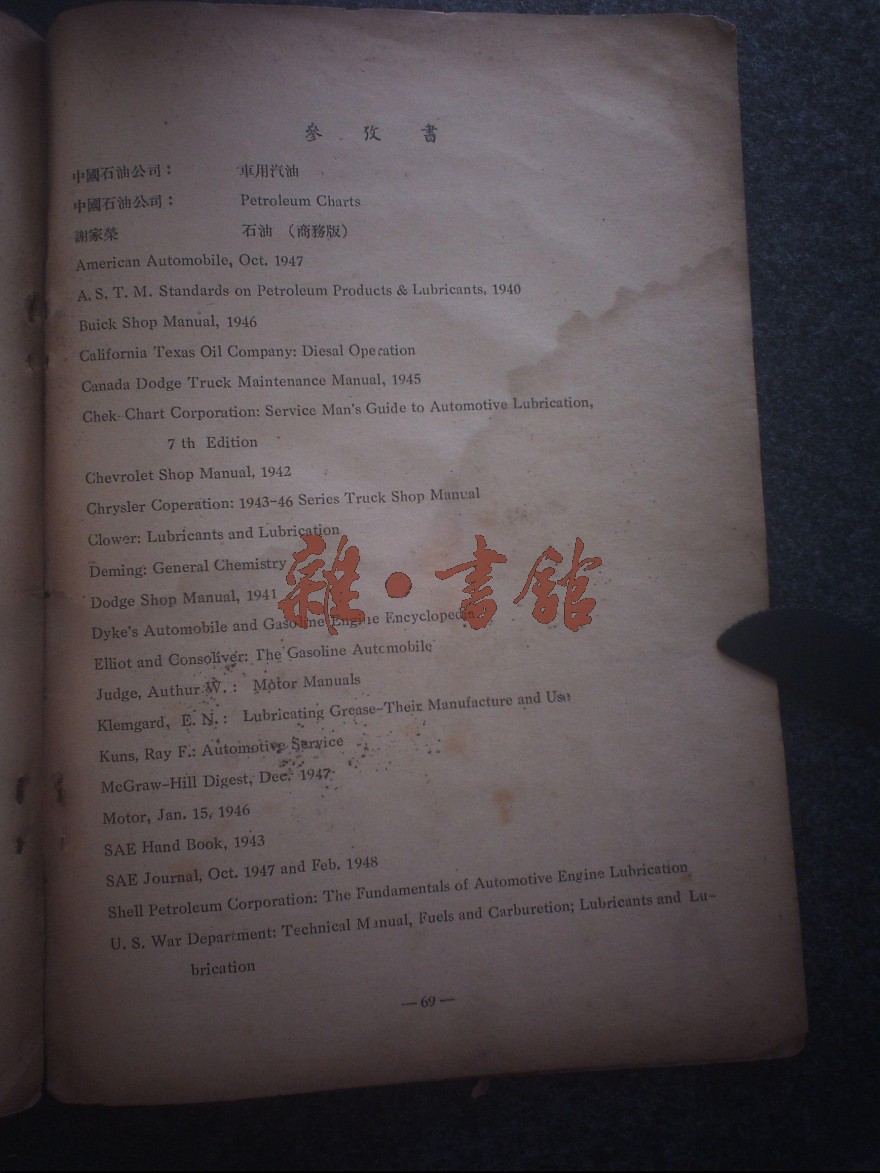 參攷書
中國石油公司： 車用汽油
中國石油公司： Petroleum Charts
謝家榮 石油 （商務版）
American Automobile, Oct. 1947
A. S. T. M. Standards on Petroleum Products & Lubricants, 1940
Buick Shop Manual, 1946
California Texas Oil Company: Diesal Operation
Canada Dodge Truck Maintenance Manual, 1945
Chek-Chart Corporation: Service Man's Guide to Automotive Lubrication,
7 th Edition
Chevrolet Shop Manual, 1942
Chrysler Coperation: 1943-46 Series Truck Shop Manual
Clower: Lubricants and Lubrication
Deming: General Chemistry
Dodge Shop Manual, 1941
Dyke's Automobile and Gasoline Engine Encyclopedia
Elliot and Consoliver: The Gasoline Automobile
Judge, Authur W.: Motor Manuals
Klemgard, E. N.: Lubricating Grease-Their Manufacture and Use
Kuns, Ray F.: Automotive Service
McGraw-Hill Digest, Dec. 1947
Motor, Jan. 15, 1946
SAE Hand Book, 1943
SAE Journal, Oct. 1947 and Feb. 1948
Shell Petroleum Corporation: The Fundamentals of Automotive Engine Lubrication
U. S. War Department: Technical Manual, Fuels and Carburetion; Lubricants and Lu-
brication
—69—
雜·書館